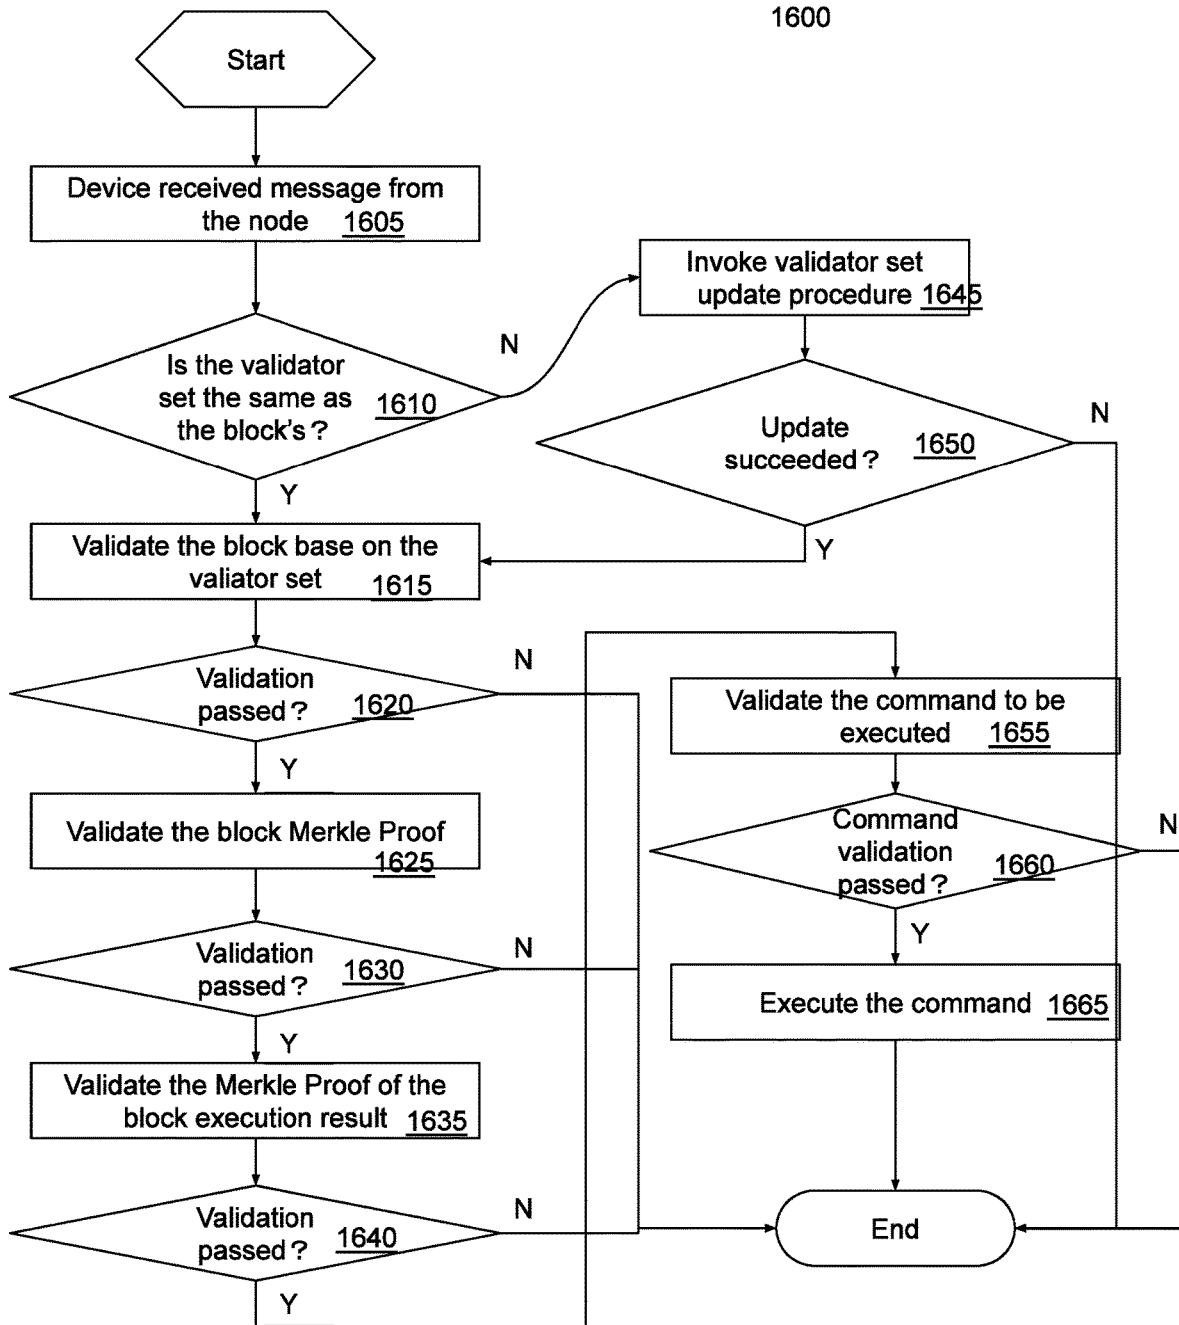 1600
Start
Device received message from
the node 1605
Is the validator
set the same as
the block's? 1610
N
Y
Invoke validator set
update procedure 1645
Update
succeeded? 1650
N
Y
Validate the block base on the
valiator set 1615
Validation
passed? 1620
N
Y
Validate the block Merkle Proof
1625
Validation
passed? 1630
N
Y
Validate the Merkle Proof of the
block execution result 1635
Validation
passed? 1640
N
Y
Validate the command to be
executed 1655
Command
validation
passed? 1660
N
Y
Execute the command 1665
End